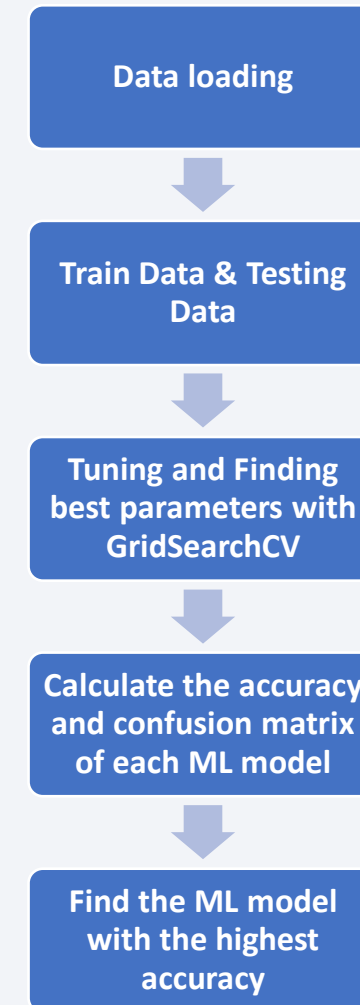 Data loading
Train Data & Testing
Data
Tuning and Finding
best parameters with
GridSearchCV
Calculate the accuracy
and confusion matrix
of each ML model
Find the ML model
with the highest
accuracy